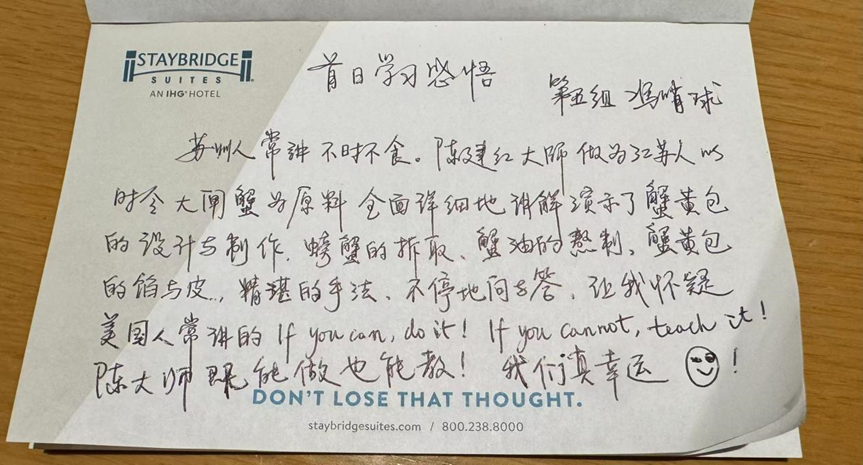 STAYBRIDGE
SUITES
AN IHG® HOTEL
首日学习感悟
第五组 冯哨球
苏州人常讲不时不食。陈建红大师做为江苏人以
时令大闸蟹为原料全面详细地讲解演示了蟹黄包
的设计与制作、螃蟹的拆取、蟹油的熬制、蟹黄包
的馅与皮..，精湛的手法、不停地问与答、让我怀疑
美国人常讲的 If you can, do it! If you cannot, teach it!
陈大师既能做也能教！ 我们真幸运！
DON'T LOSE THAT THOUGHT.
staybridgesuites.com / 800.238.8000